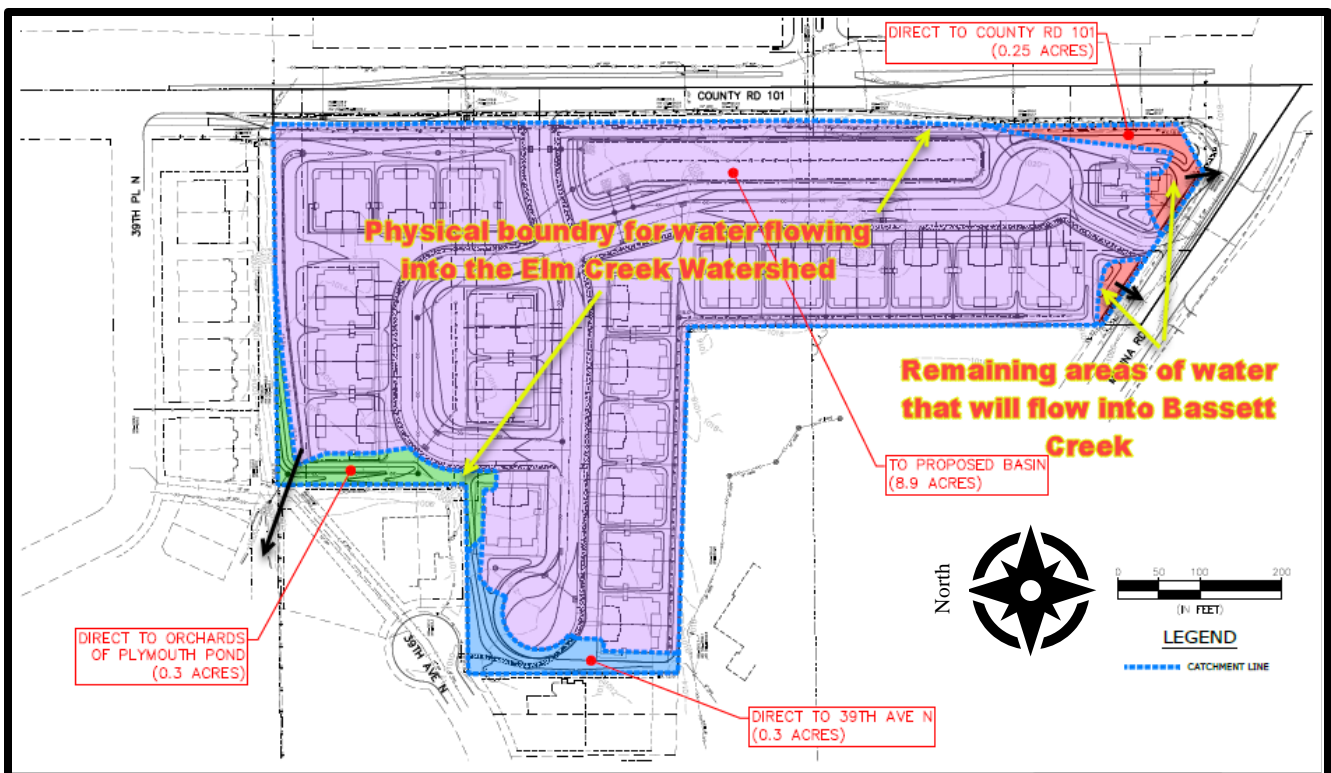 DIRECT TO COUNTY RD 101
(0.25 ACRES)
COUNTY RD 101
39TH PL N
Physical boundry for water flowing
into the Elm Creek Watershed
Remaining areas of water
that will flow into Bassett
Creek
TO PROPOSED BASIN
(8.9 ACRES)
North
0 50 100 200
(IN FEET)
LEGEND
CATCHMENT LINE
DIRECT TO ORCHARDS
OF PLYMOUTH POND
(0.3 ACRES)
39TH AVE N
DIRECT TO 39TH AVE N
(0.3 ACRES)